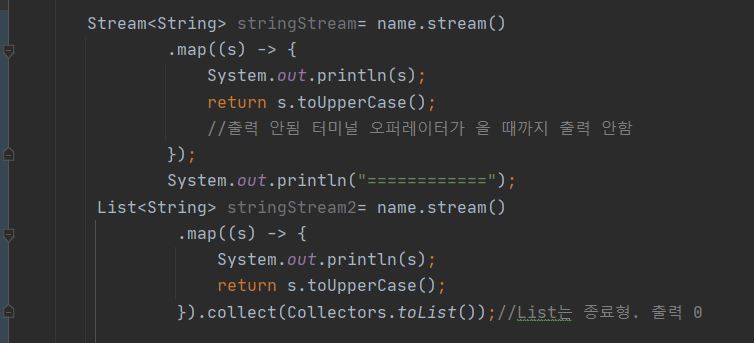 Stream<String> stringStream= name.stream()
.map((s) -> {
System.out.println(s);
return s.toUpperCase();
//출력 안됨 터미널 오퍼레이터가 올 때까지 출력 안함
});
System.out.println("============");
List<String> stringStream2= name.stream()
.map((s) -> {
System.out.println(s);
return s.toUpperCase();
}).collect(Collectors.toList());//List는 종료형. 출력 0